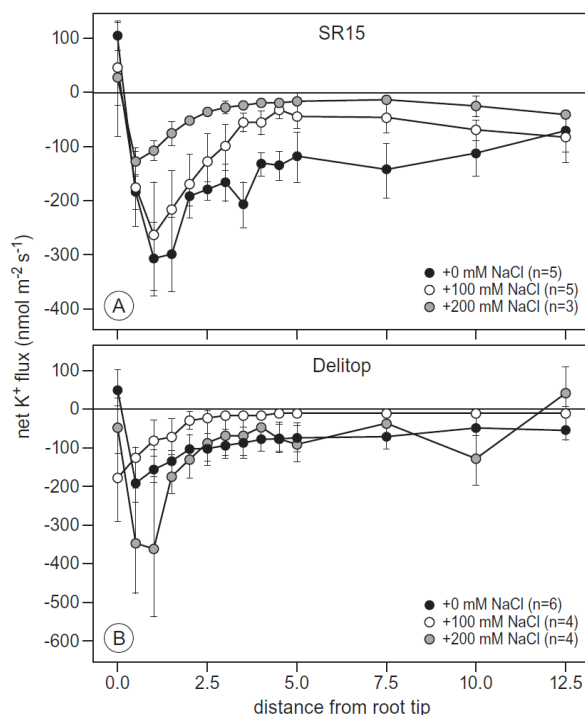 SR15
100
0
-100
-200
-300
-400
A
+0 mM NaCl (n=5)
+100 mM NaCl (n=5)
+200 mM NaCl (n=3)
net K⁺ flux (nmol m⁻² s⁻¹)
Delitop
100
0
-100
-200
-300
-400
-500
-600
B
+0 mM NaCl (n=6)
+100 mM NaCl (n=4)
+200 mM NaCl (n=4)
0.0 2.5 5.0 7.5 10.0 12.5
distance from root tip